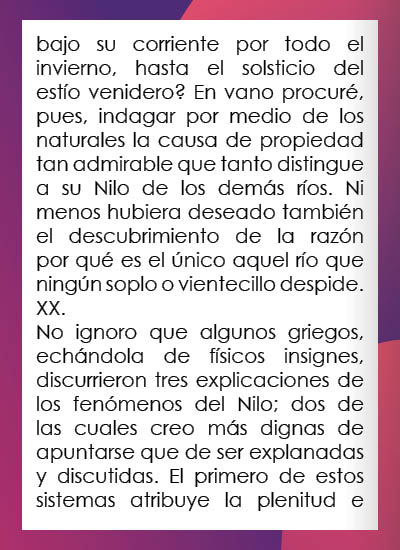 bajo su corriente por todo el
invierno, hasta el solsticio del
estío venidero? En vano procuré,
pues, indagar por medio de los
naturales la causa de propiedad
tan admirable que tanto distingue
a su Nilo de los demás ríos. Ni
menos hubiera deseado también
el descubrimiento de la razón
por qué es el único aquel río que
ningún soplo o vientecillo despide.
XX.
No ignoro que algunos griegos,
echándola de físicos insignes,
discurrieron tres explicaciones de
los fenómenos del Nilo; dos de
las cuales creo más dignas de
apuntarse que de ser explanadas
y discutidas. El primero de estos
sistemas atribuye la plenitud e